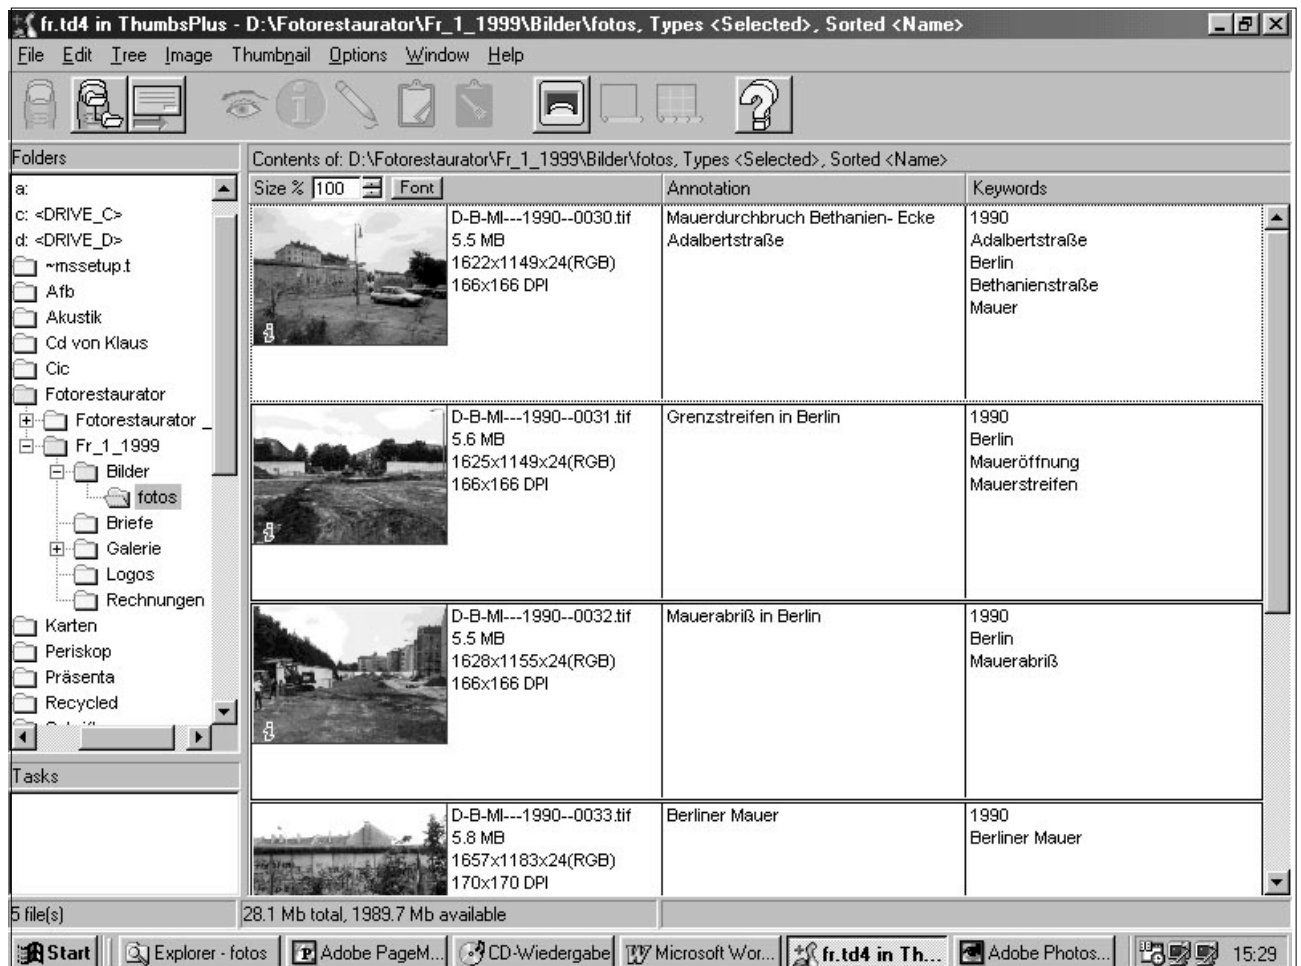 fr.td4 in ThumbsPlus - D:\Fotorestaurator\Fr_1_1999\Bilder\fotos, Types <Selected>, Sorted <Name>
File Edit Tree Image Thumbnail Options Window Help
Folders
Contents of: D:\Fotorestaurator\Fr_1_1999\Bilder\fotos, Types <Selected>, Sorted <Name>
Size % 100 Font
Annotation
Keywords
a:
c: <DRIVE_C>
d: <DRIVE_D>
~mssetup.t
Afb
Akustik
Cd von Klaus
Cic
Fotorestaurator
Fotorestaurator _
Fr_1_1999
Bilder
fotos
Briefe
Galerie
Logos
Rechnungen
Karten
Periskop
Präsenta
Recycled
D-B-MI---1990--0030.tif
5.5 MB
1622x1149x24(RGB)
166x166 DPI
Mauerdurchbruch Bethanien- Ecke
Adalbertstraße
1990
Adalbertstraße
Berlin
Bethanienstraße
Mauer
D-B-MI---1990--0031.tif
5.6 MB
1625x1149x24(RGB)
166x166 DPI
Grenzstreifen in Berlin
1990
Berlin
Maueröffnung
Mauerstreifen
D-B-MI---1990--0032.tif
5.5 MB
1628x1155x24(RGB)
166x166 DPI
Mauerabriß in Berlin
1990
Berlin
Mauerabriß
D-B-MI---1990--0033.tif
5.8 MB
1657x1183x24(RGB)
170x170 DPI
Berliner Mauer
1990
Berliner Mauer
Tasks
5 file(s)
28.1 Mb total, 1989.7 Mb available
Start
Explorer - fotos
Adobe PageM...
CD-Wiedergabe
Microsoft Wor...
fr.td4 in Th...
Adobe Photos...
15:29